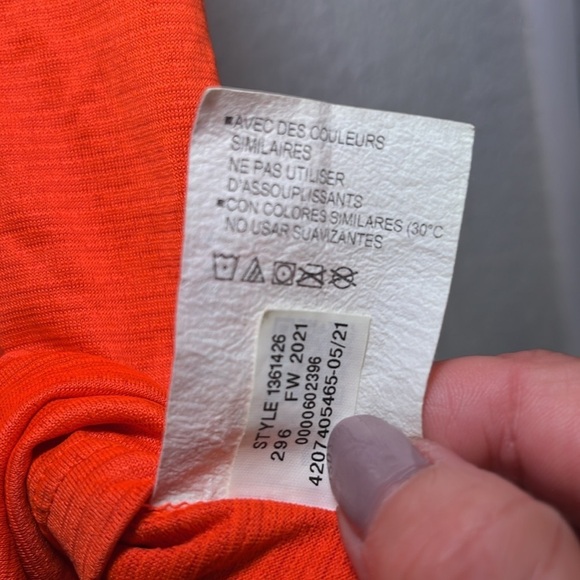 ▪AVEC DES COULEURS
SIMILAIRES
NE PAS UTILISER
D'ASSOUPLISSANTS
▪CON COLORES SIMILARES (30°C
NO USAR SUAVIZANTES
STYLE 1361426
296 FW 2021
0000602396
4207405465-05/21